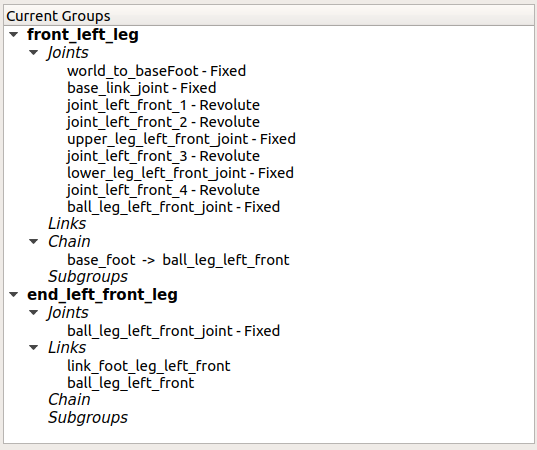 Current Groups
front_left_leg
Joints
world_to_baseFoot - Fixed
base_link_joint - Fixed
joint_left_front_1 - Revolute
joint_left_front_2 - Revolute
upper_leg_left_front_joint - Fixed
joint_left_front_3 - Revolute
lower_leg_left_front_joint - Fixed
joint_left_front_4 - Revolute
ball_leg_left_front_joint - Fixed
Links
Chain
base_foot -> ball_leg_left_front
Subgroups
end_left_front_leg
Joints
ball_leg_left_front_joint - Fixed
Links
link_foot_leg_left_front
ball_leg_left_front
Chain
Subgroups